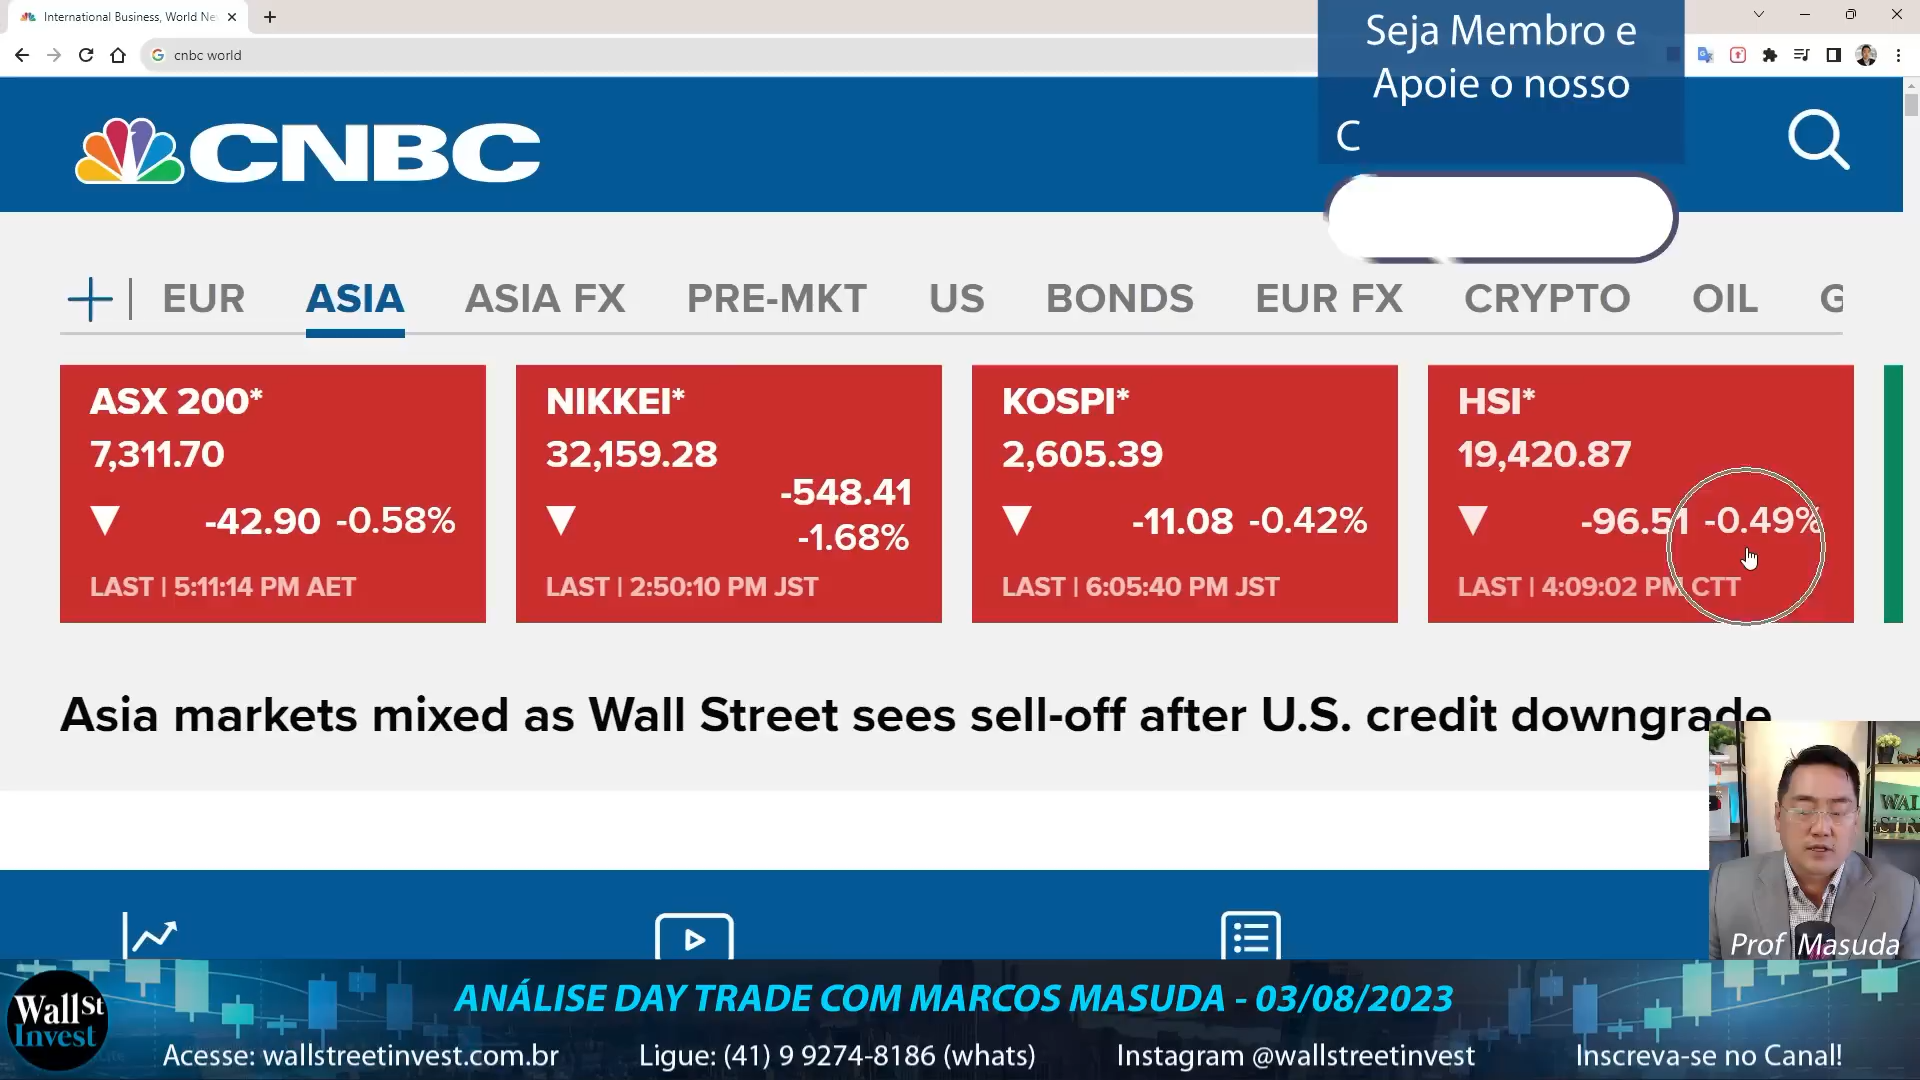 International Business, World Ne
cnbc world
Seja Membro e
Apoie o nosso
C
CNBC
EUR
ASIA
ASIA FX
PRE-MKT
US
BONDS
EUR FX
CRYPTO
OIL
G
ASX 200*
7,311.70
-42.90 -0.58%
LAST | 5:11:14 PM AET
NIKKEI*
32,159.28
-548.41
-1.68%
LAST | 2:50:10 PM JST
KOSPI*
2,605.39
-11.08 -0.42%
LAST | 6:05:40 PM JST
HSI*
19,420.87
-96.51 -0.49%
LAST | 4:09:02 PM CTT
Asia markets mixed as Wall Street sees sell-off after U.S. credit downgrade
WAL
STR
Prof Masuda
Wall St
Invest
ANÁLISE DAY TRADE COM MARCOS MASUDA - 03/08/2023
Acesse: wallstreetinvest.com.br
Ligue: (41) 9 9274-8186 (whats)
Instagram @wallstreetinvest
Inscreva-se no Canal!